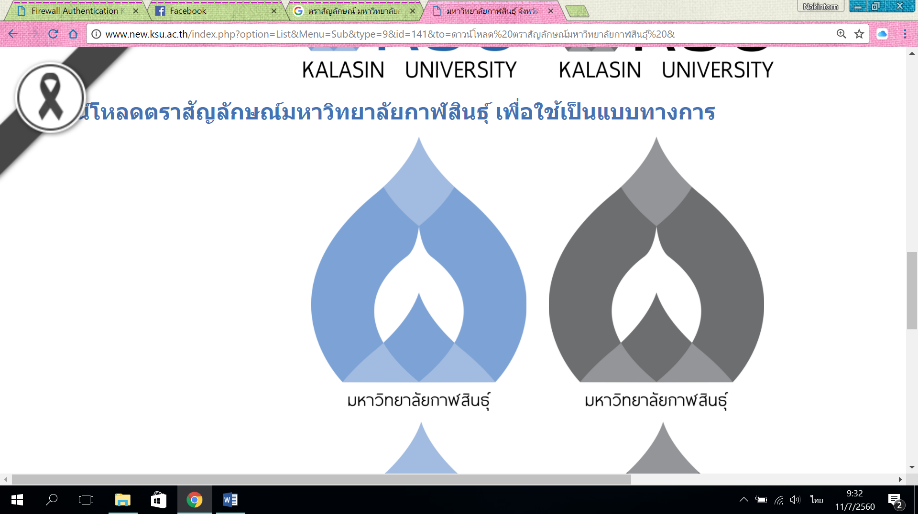 Firewall Authentication K
Facebook
ตราสัญลักษณ์ มหาวิทยาลัย
มหาวิทยาลัยกาฬสินธุ์ จังหวัด
Nakintorn
www.new.ksu.ac.th/index.php?option=List&Menu=Sub&type=9&id=141&to=ดาวน์โหลด%20ตราสัญลักษณ์มหาวิทยาลัยกาฬสินธุ์%20&
KALASIN UNIVERSITY
KALASIN UNIVERSITY
น์โหลดตราสัญลักษณ์มหาวิทยาลัยกาฬสินธุ์ เพื่อใช้เป็นแบบทางการ
มหาวิทยาลัยกาฬสินธุ์
มหาวิทยาลัยกาฬสินธุ์
ไทย
9:32
11/7/2560
2